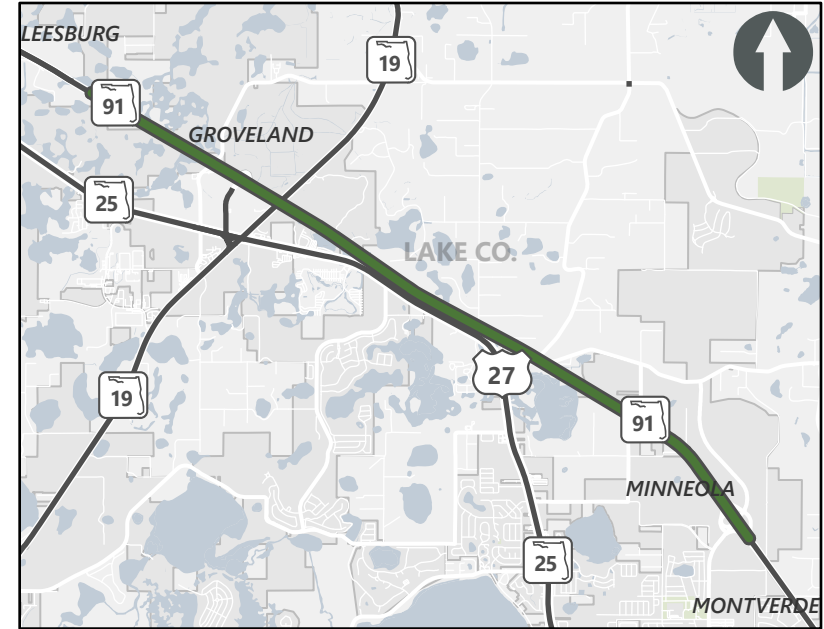 LEESBURG
19
91
GROVELAND
25
LAKE CO.
27
19
91
MINNEOLA
25
MONTVERDE